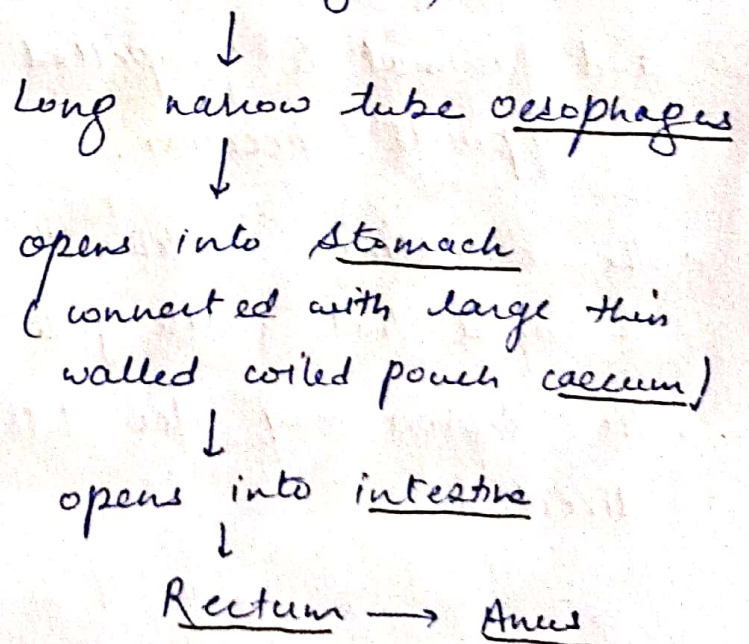 ↓
Long narrow tube oesophagus
↓
opens into stomach
(connected with large thin
walled coiled pouch caecum)
↓
opens into intestine
↓
Rectum → Anus